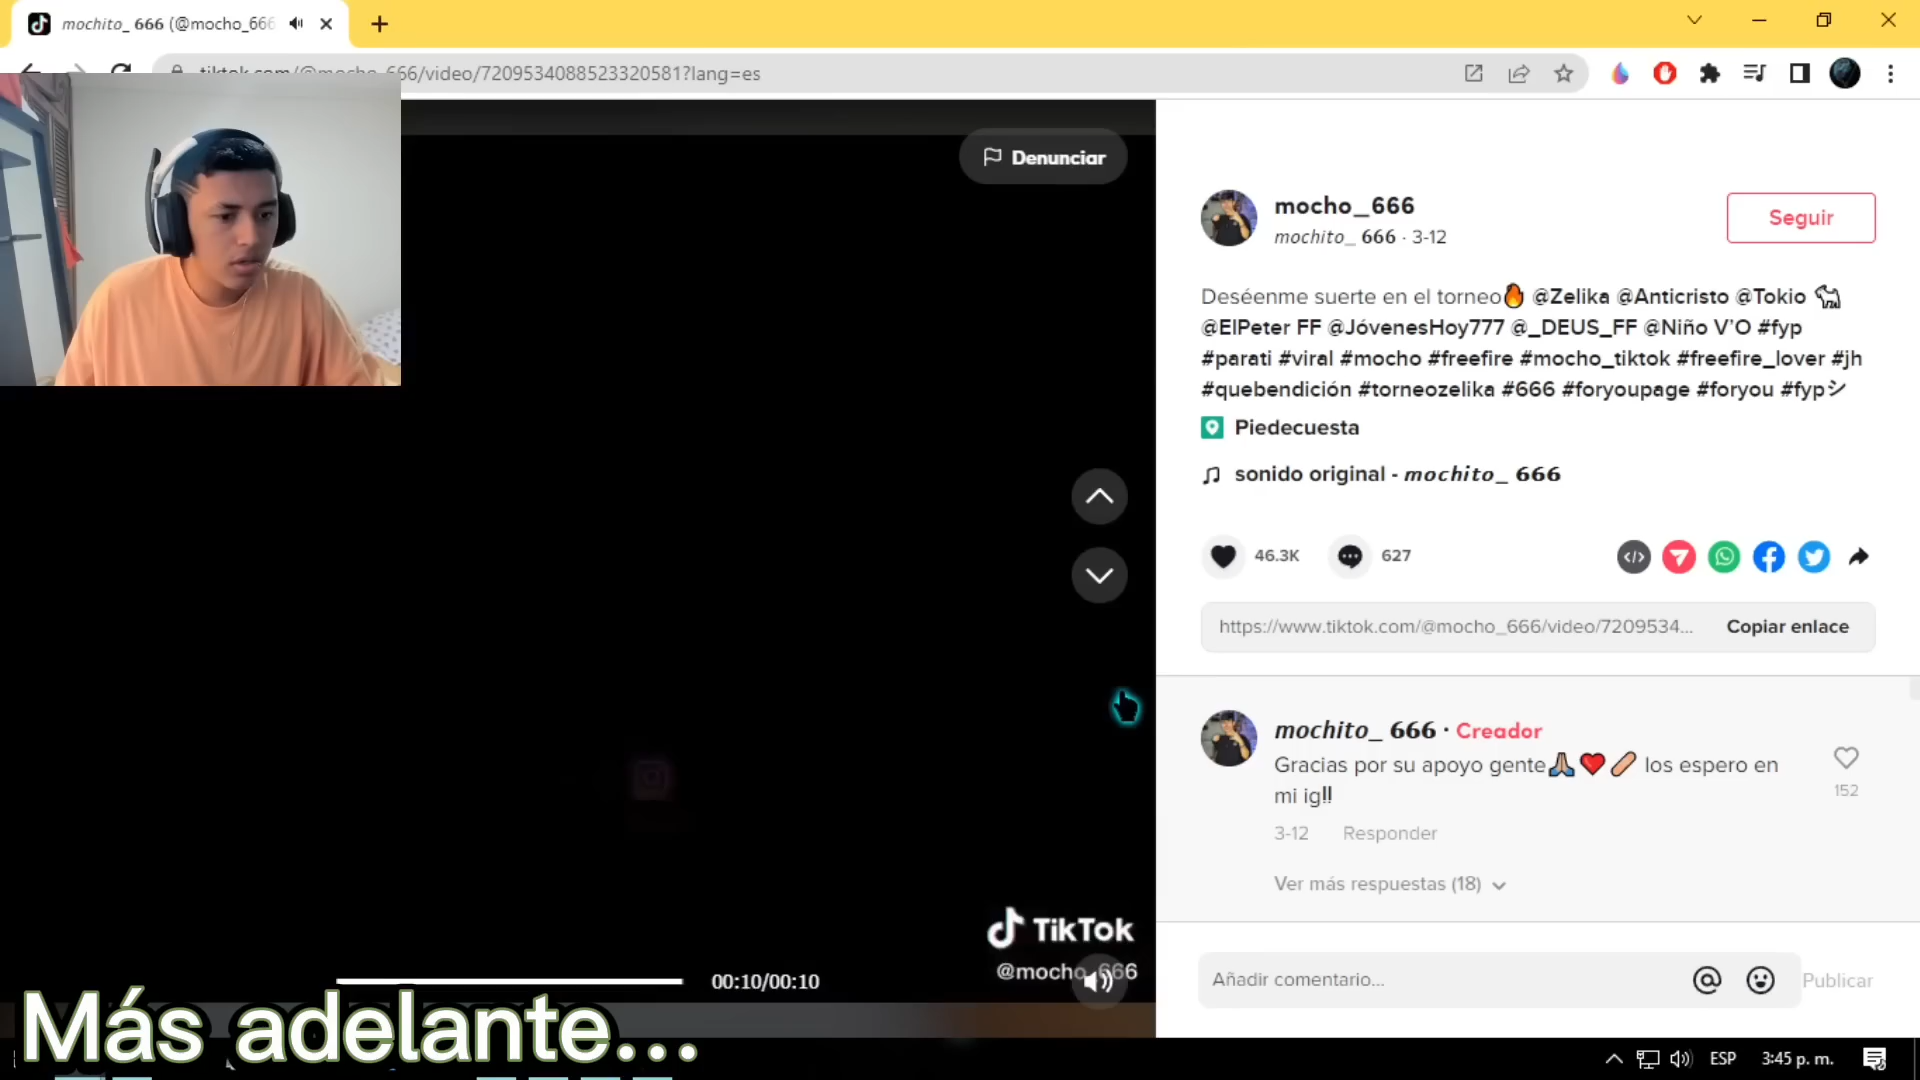 mochito_ 666 (@mocho_666
tiktok.com/@mocho_666/video/7209534088523320581?lang=es
Denunciar
mocho_666
mochito_ 666 · 3-12
Seguir
Deséenme suerte en el torneo🔥 @Zelika @Anticristo @Tokio 🐪
@ElPeter FF @JóvenesHoy777 @_DEUS_FF @Niño V'O #fyp
#parati #viral #mocho #freefire #mocho_tiktok #freefire_lover #jh
#quebendición #torneozelika #666 #foryoupage #foryou #fypシ
Piedecuesta
sonido original - mochito_ 666
46.3K
627
https://www.tiktok.com/@mocho_666/video/7209534...
Copiar enlace
mochito_ 666 · Creador
Gracias por su apoyo gente🙏❤️🩹 los espero en
mi ig‼
152
3-12 Responder
Ver más respuestas (18)
TikTok
@mocho_666
00:10/00:10
Añadir comentario...
Publicar
Más adelante...
ESP
3:45 p. m.